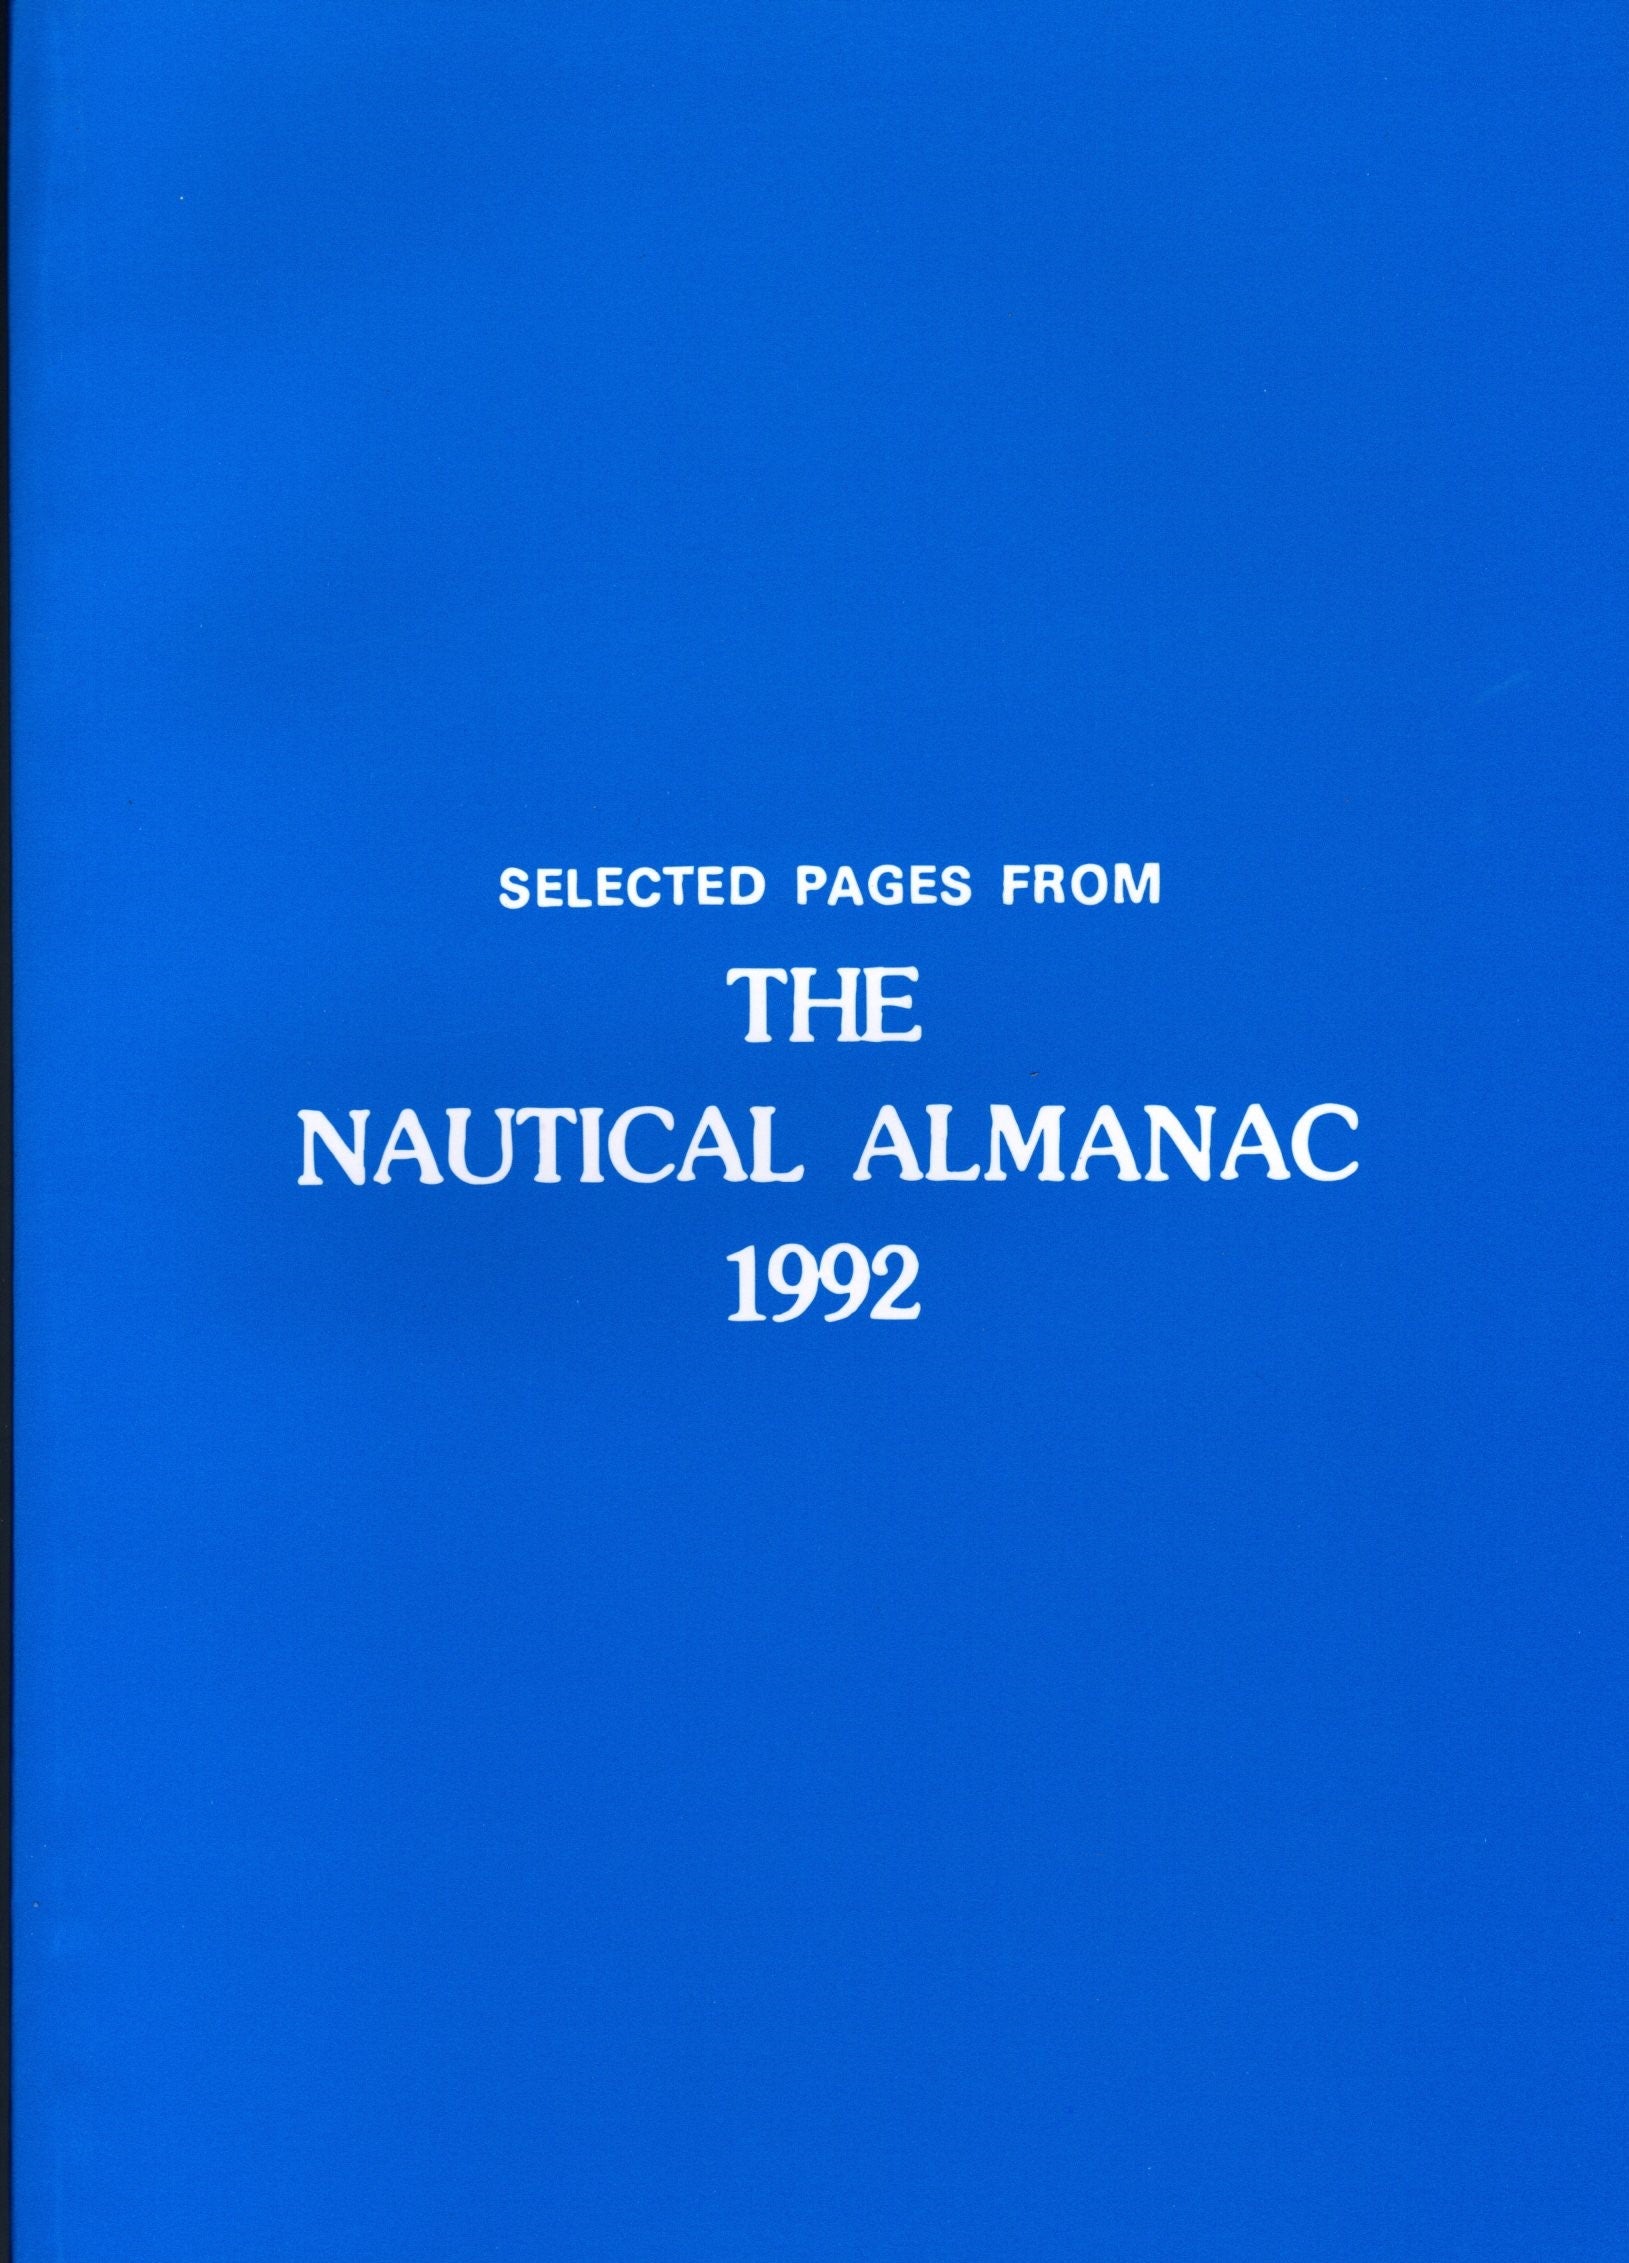 SELECTED PAGES FROM
THE
NAUTICAL ALMANAC
1992